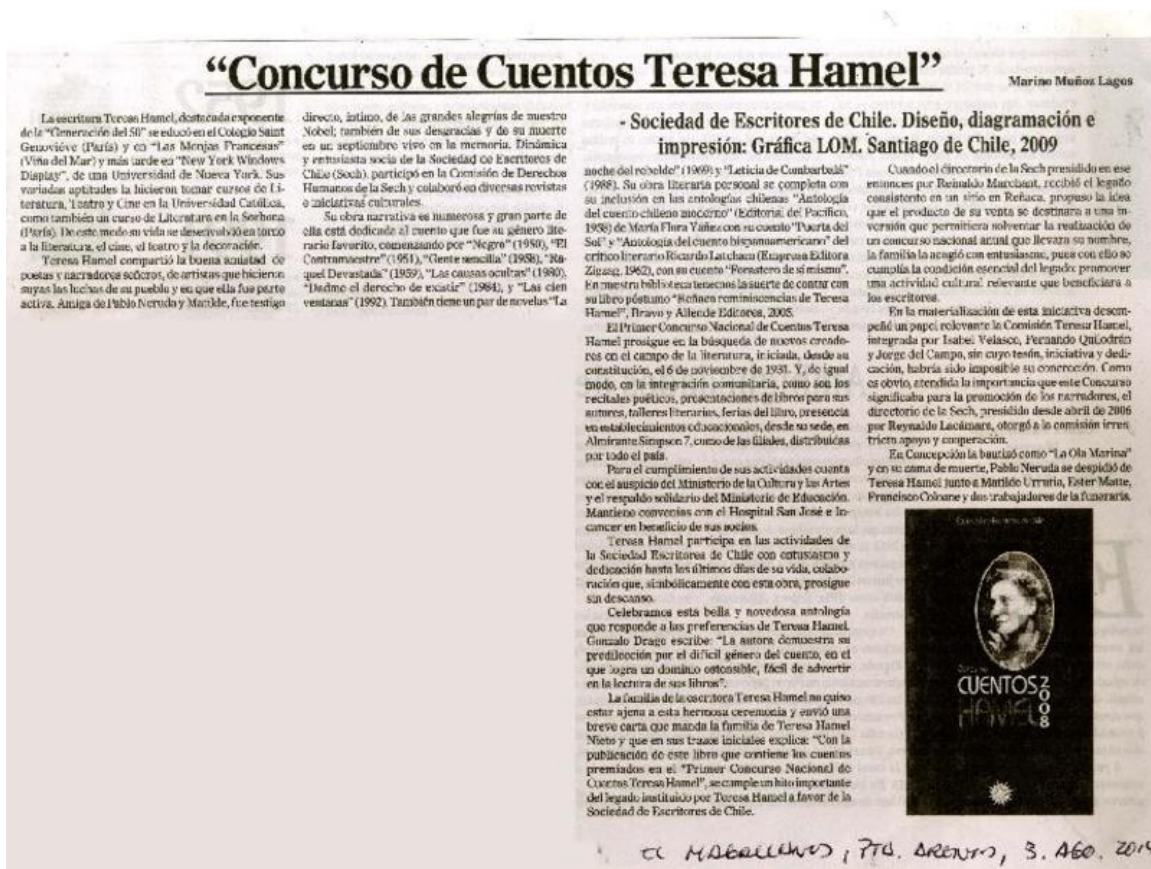 “Concurso de Cuentos Teresa Hamel”
Marino Muñoz Lagos
La escritora Teresa Hamel, destacada exponente
de la “Generación del 50” se educó en el Colegio Saint
Genoviéve (París) y en “Las Monjas Francesas”
(Viña del Mar) y más tarde en “New York Windows
Display”, de una Universidad de Nueva York. Sus
variadas aptitudes la hicieron tomar cursos de Li-
teratura, Teatro y Cine en la Universidad Católica,
como también un curso de Literatura en la Sorbona
(París). De este modo su vida se desenvolvió en torno
a la literatura, el cine, el teatro y la decoración.
Teresa Hamel compartió la buena amistad de
poetas y narradores señeros, de artistas que hicieron
suyas las luchas de su pueblo y en que ella fue parte
activa. Amiga de Pablo Neruda y Matilde, fue testigo
directo, íntimo, de las grandes alegrías de nuestro
Nobel; también de sus desgracias y de su muerte
en un septiembre vivo en la memoria. Dinámica
y entusiasta socia de la Sociedad de Escritores de
Chile (Sech), participó en la Comisión de Derechos
Humanos de la Sech y colaboró en diversas revistas
e iniciativas culturales.
Su obra narrativa es numerosa y gran parte de
ella está dedicada al cuento que fue su género lite-
rario favorito, comenzando por “Negro” (1950), “El
Contramaestre” (1951), “Gente sencilla” (1958), “Ra-
quel Devastada” (1959), “Las causas ocultas” (1980),
“Dadme el derecho de existir” (1984), y “Las cien
ventanas” (1992). También tiene un par de novelas “La
- Sociedad de Escritores de Chile. Diseño, diagramación e
impresión: Gráfica LOM. Santiago de Chile, 2009
noche del rebelde” (1969) y “Leticia de Combarbalá”
(1988). Su obra literaria personal se completa con
su inclusión en las antologías chilenas “Antología
del cuento chileno moderno” (Editorial del Pacífico,
1958) de María Flora Yáñez con su cuento “Puerta del
Sol” y “Antología del cuento hispanoamericano” del
crítico literario Ricardo Latcham (Empresa Editora
Zigzag, 1962), con su cuento “Forastero de sí mismo”.
En nuestra biblioteca tenemos la suerte de contar con
su libro póstumo “Reñaca reminiscencias de Teresa
Hamel”, Bravo y Allende Editores, 2005.
El Primer Concurso Nacional de Cuentos Teresa
Hamel prosigue en la búsqueda de nuevos creado-
res en el campo de la literatura, iniciada, desde su
constitución, el 6 de noviembre de 1931. Y, de igual
modo, en la integración comunitaria, como son los
recitales poéticos, presentaciones de libros para sus
autores, talleres literarios, ferias del libro, presencia
en establecimientos educacionales, desde su sede, en
Almirante Simpson 7, como de las filiales, distribuidas
por todo el país.
Para el cumplimiento de sus actividades cuenta
con el auspicio del Ministerio de la Cultura y las Artes
y el respaldo solidario del Ministerio de Educación.
Mantiene convenios con el Hospital San José e In-
cancer en beneficio de sus socios.
Teresa Hamel participa en las actividades de
la Sociedad Escritores de Chile con entusiasmo y
dedicación hasta los últimos días de su vida, colabo-
ración que, simbólicamente con esta obra, prosigue
sin descanso.
Celebramos esta bella y novedosa antología
que responde a las preferencias de Teresa Hamel.
Gonzalo Drago escribe: “La autora demuestra su
predilección por el difícil género del cuento, en el
que logra un dominio ostensible, fácil de advertir
en la lectura de sus libros”.
La familia de la escritora Teresa Hamel no quiso
estar ajena a esta hermosa ceremonia y envió una
breve carta que manda la familia de Teresa Hamel
Nieto y que en sus trazos iniciales explica: “Con la
publicación de este libro que contiene los cuentos
premiados en el “Primer Concurso Nacional de
Cuentos Teresa Hamel”, se cumple un hito importante
del legado instituido por Teresa Hamel a favor de la
Sociedad de Escritores de Chile.
Cuando el directorio de la Sech presidido en ese
entonces por Reinaldo Marchant, recibió el legado
consistente en un sitio en Reñaca, propuso la idea
que el producto de su venta se destinara a una in-
versión que permitiera solventar la realización de
un concurso nacional anual que llevara su nombre,
la familia la acogió con entusiasmo, pues con ello se
cumplía la condición esencial del legado: promover
una actividad cultural relevante que beneficiara a
los escritores.
En la materialización de esta iniciativa desem-
peñó un papel relevante la Comisión Teresa Hamel,
integrada por Isabel Velasco, Fernando Quilodrán
y Jorge del Campo, sin cuyo tesón, iniciativa y dedi-
cación, habría sido imposible su concreción. Como
es obvio, atendida la importancia que este Concurso
significaba para la promoción de los narradores, el
directorio de la Sech, presidido desde abril de 2006
por Reynaldo Lacámara, otorgó a la comisión irres-
tricto apoyo y cooperación.
En Concepción la bautizó como “La Ola Marina”
y en su cama de muerte, Pablo Neruda se despidió de
Teresa Hamel junto a Matilde Urrutia, Ester Matte,
Francisco Coloane y dos trabajadores de la funeraria.
CUENTOS 2008
HAMEL
EL MAGALLANES, PTA. ARENAS, 3. AGO. 2014